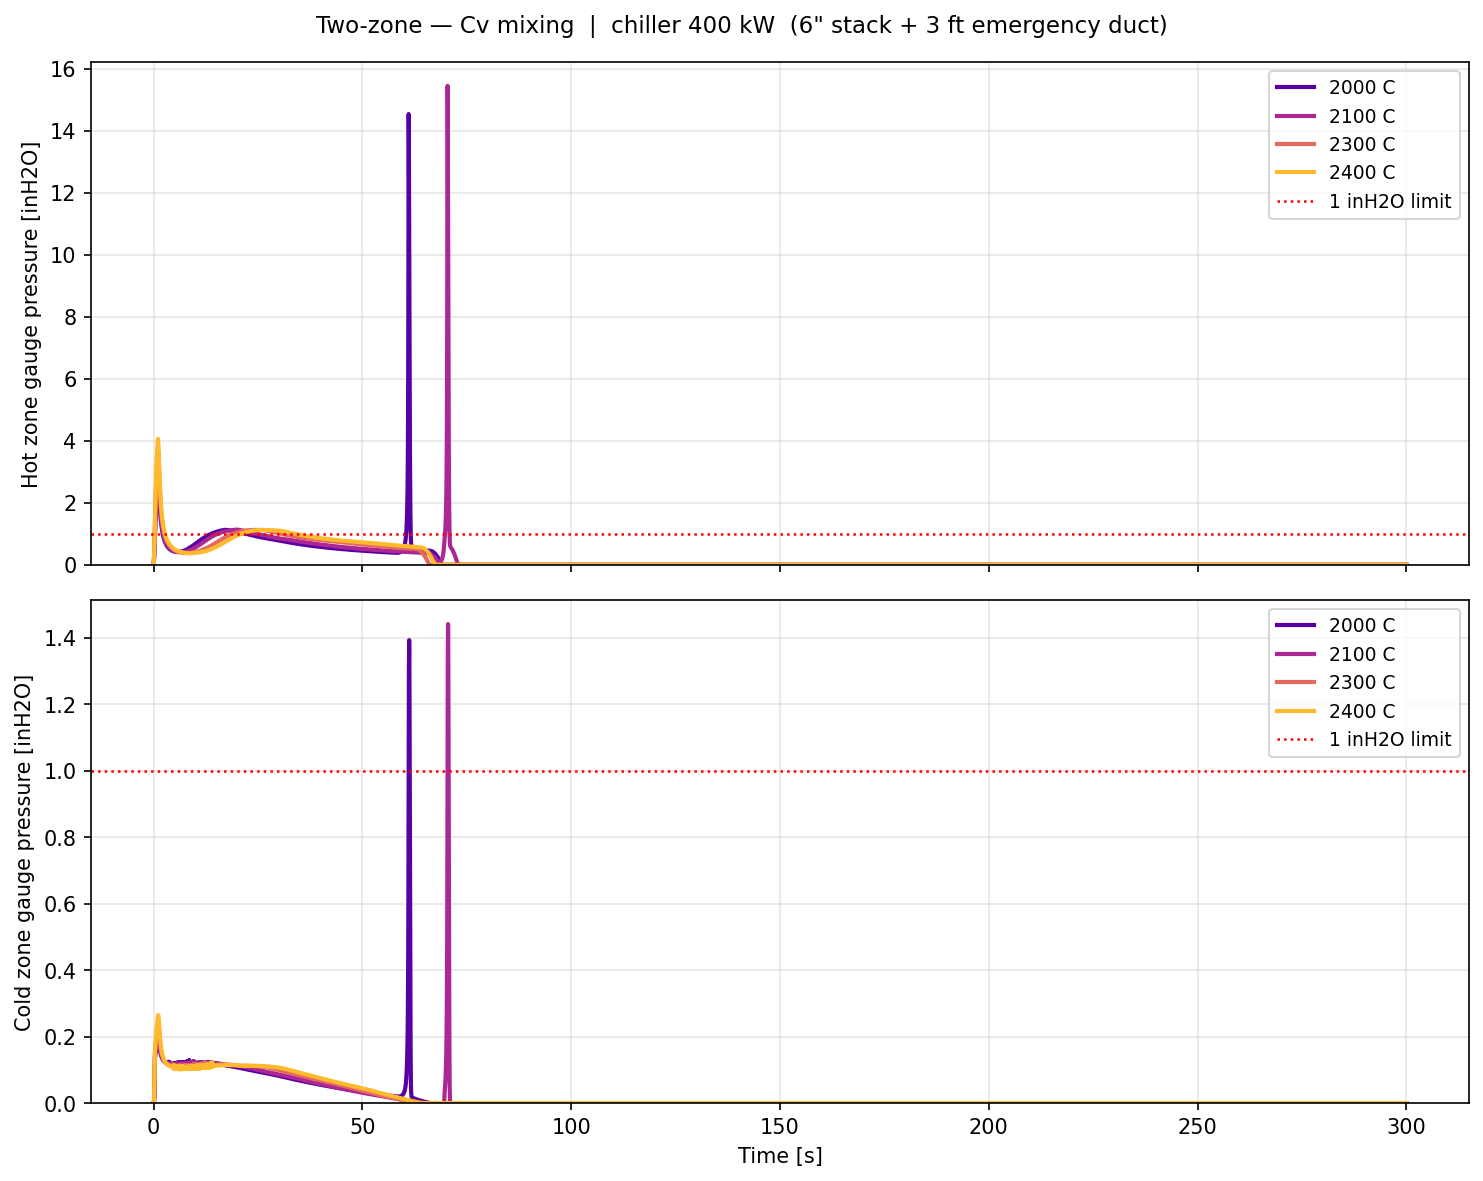 Two-zone — Cv mixing | chiller 400 kW (6" stack + 3 ft emergency duct)
16
14
12
10
8
6
4
2
0
Hot zone gauge pressure [inH2O]
2000 C
2100 C
2300 C
2400 C
1 inH2O limit
1.4
1.2
1.0
0.8
0.6
0.4
0.2
0.0
Cold zone gauge pressure [inH2O]
2000 C
2100 C
2300 C
2400 C
1 inH2O limit
0 50 100 150 200 250 300
Time [s]